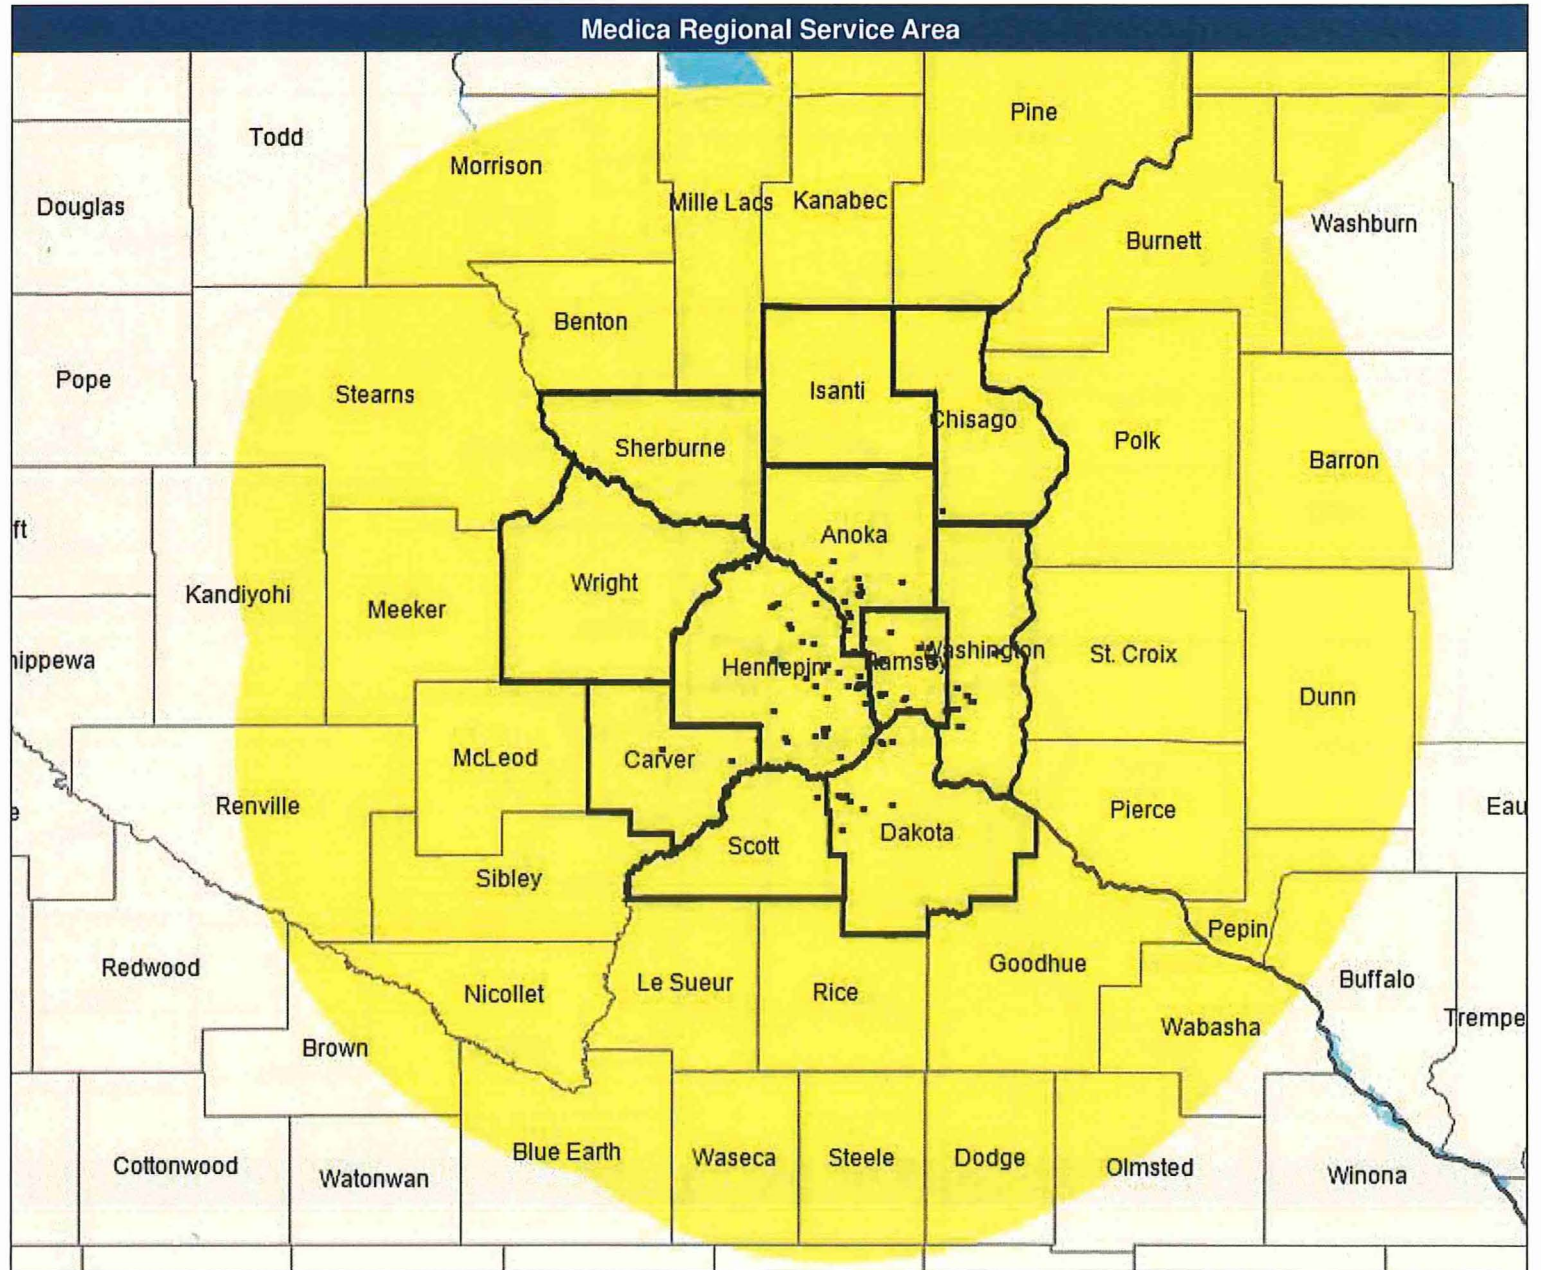 Medica Regional Service Area
Pine
Todd
Morrison
Mille Lacs
Kanabec
Douglas
Washburn
Burnett
Benton
Pope
Stearns
Isanti
Chisago
Polk
Sherburne
Barron
ft
Anoka
Wright
Kandiyohi
Meeker
Hennepin
Ramsey
Washington
St. Croix
hippewa
Dunn
McLeod
Carver
Renville
e
Pierce
Eau
Scott
Dakota
Sibley
Pepin
Redwood
Goodhue
Buffalo
Nicollet
Le Sueur
Rice
Trempe
Wabasha
Brown
Blue Earth
Waseca
Steele
Dodge
Olmsted
Cottonwood
Watonwan
Winona